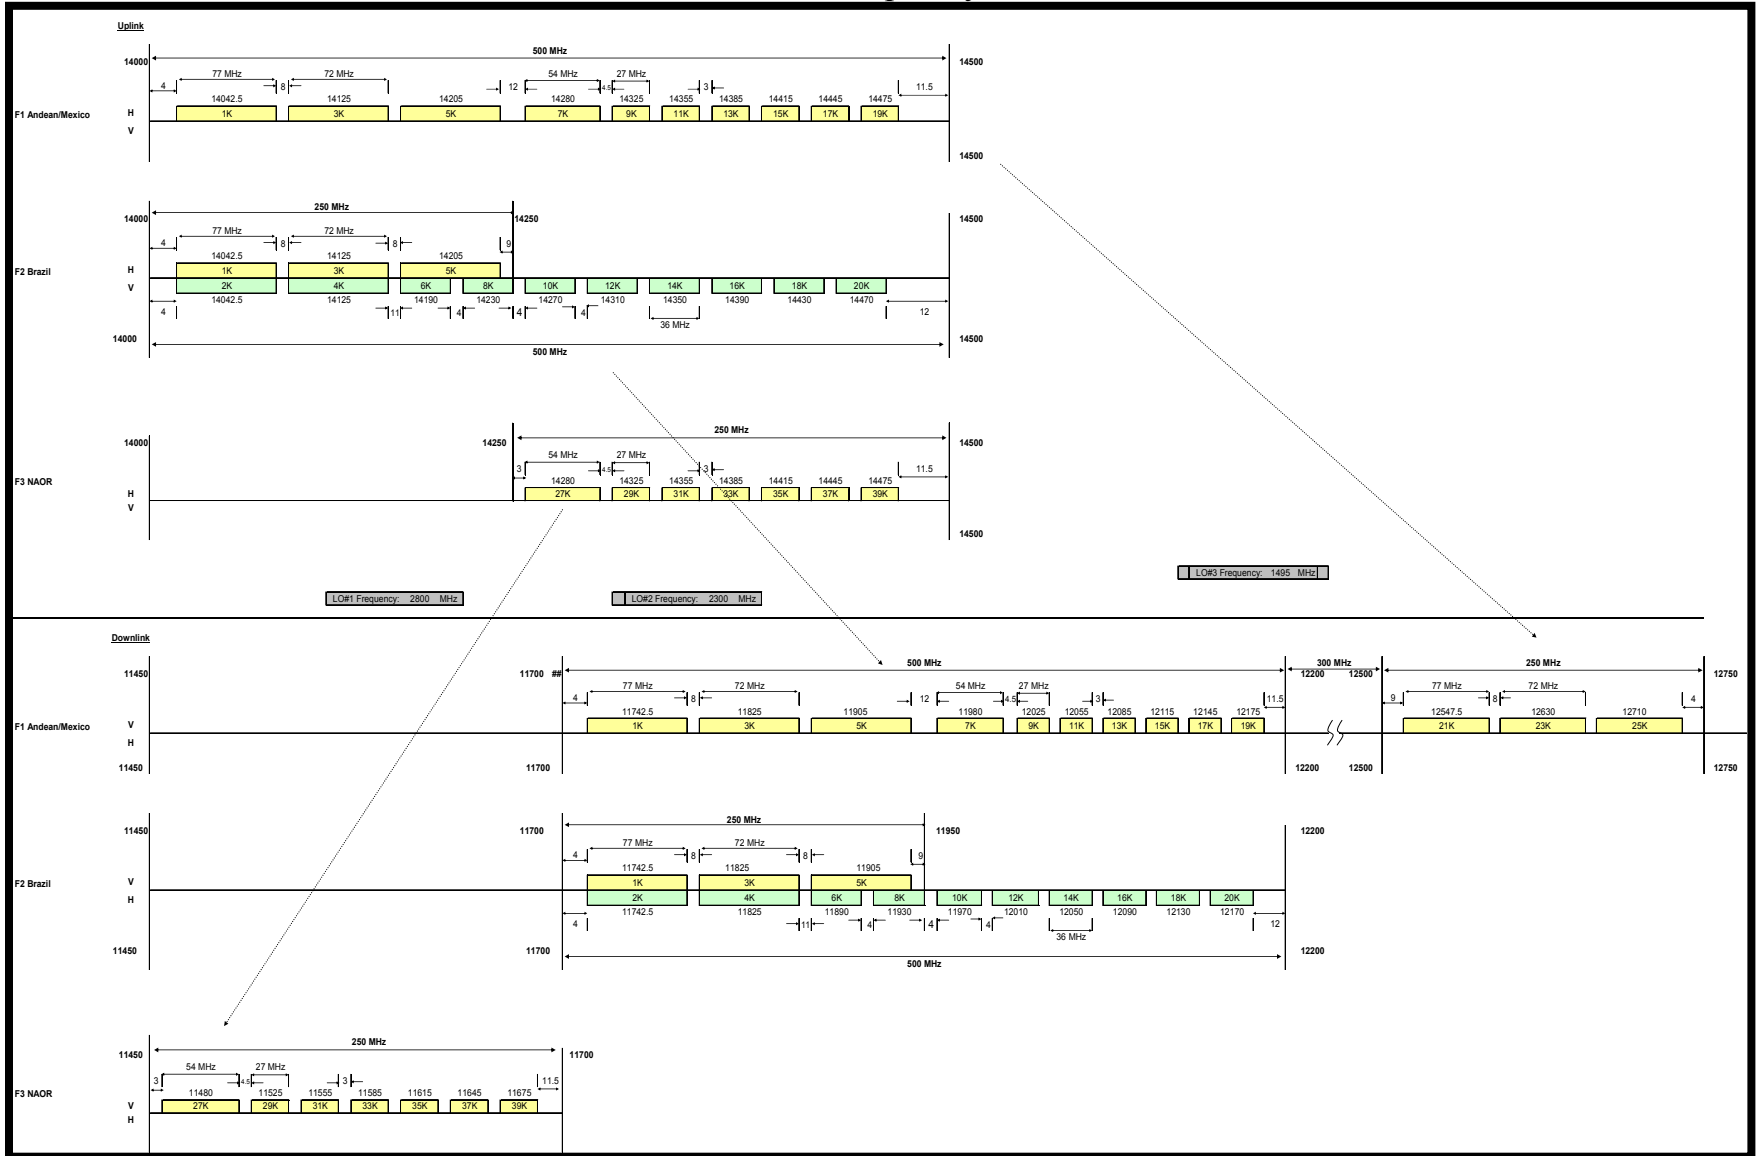 Uplink
500 MHz
14000 14500
77 MHz 72 MHz 54 MHz 27 MHz
4 8 12 4.5 3 11.5
14042.5 14125 14205 14280 14325 14355 14385 14415 14445 14475
F1 Andean/Mexico H 1K 3K 5K 7K 9K 11K 13K 15K 17K 19K
V
14500
250 MHz
14000 14250 14500
77 MHz 72 MHz
4 8 8 9
14042.5 14125 14205
F2 Brazil H 1K 3K 5K
V 2K 4K 6K 8K 10K 12K 14K 16K 18K 20K
14042.5 14125 14190 14230 14270 14310 14350 14390 14430 14470
4 11 4 4 4 12
36 MHz
14000 14500
500 MHz
250 MHz
14000 14250 14500
54 MHz 27 MHz
3 4.5 3 11.5
14280 14325 14355 14385 14415 14445 14475
F3 NAOR
H 27K 29K 31K 33K 35K 37K 39K
V
14500
LO#3 Frequency: 1495 MHz
LO#1 Frequency: 2800 MHz LO#2 Frequency: 2300 MHz
Downlink
500 MHz 300 MHz 250 MHz
11450 11700 ## 12200 12500 12750
77 MHz 72 MHz 54 MHz 27 MHz 77 MHz 72 MHz
4 8 12 4.5 3 11.5 9 8 4
11742.5 11825 11905 11980 12025 12055 12085 12115 12145 12175 12547.5 12630 12710
F1 Andean/Mexico V 1K 3K 5K 7K 9K 11K 13K 15K 17K 19K 21K 23K 25K
H
11450 11700 12200 12500 12750
250 MHz
11450 11700 11950 12200
77 MHz 72 MHz
4 8 8 9
11742.5 11825 11905
F2 Brazil V 1K 3K 5K
H 2K 4K 6K 8K 10K 12K 14K 16K 18K 20K
11742.5 11825 11890 11930 11970 12010 12050 12090 12130 12170
4 11 4 4 4 12
36 MHz
11450 11700 12200
500 MHz
250 MHz
11450 11700
54 MHz 27 MHz
3 4.5 3 11.5
11480 11525 11555 11585 11615 11645 11675
F3 NAOR
V 27K 29K 31K 33K 35K 37K 39K
H